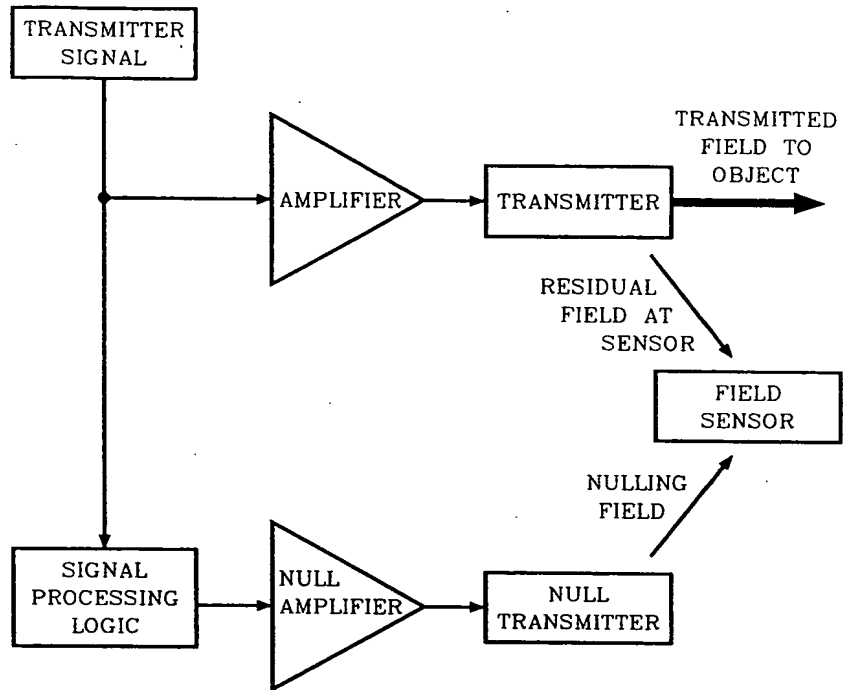 TRANSMITTER
SIGNAL
AMPLIFIER
TRANSMITTER
TRANSMITTED
FIELD TO
OBJECT
RESIDUAL
FIELD AT
SENSOR
FIELD
SENSOR
NULLING
FIELD
SIGNAL
PROCESSING
LOGIC
NULL
AMPLIFIER
NULL
TRANSMITTER